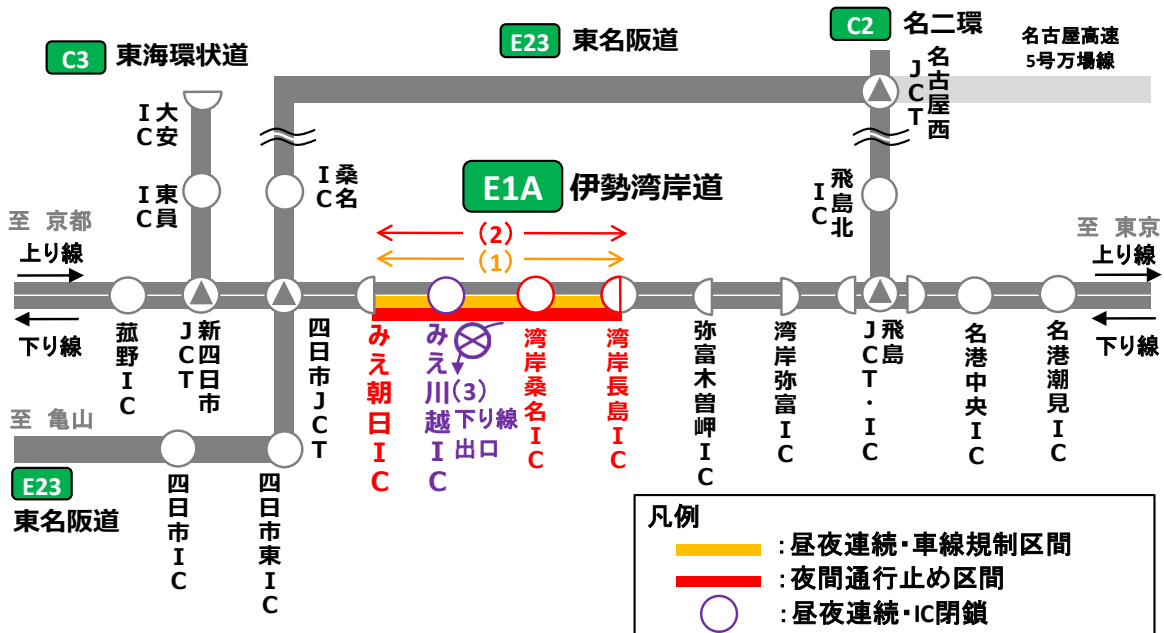 C3 東海環状道
E23 東名阪道
C2 名二環
名古屋高速
5号万場線
大安IC
東員IC
桑名IC
名古屋西JCT
飛島北IC
E1A 伊勢湾岸道
至 京都
上り線
下り線
(2)
(1)
至 東京
上り線
下り線
菰野IC
新四日市JCT
四日市JCT
みえ朝日IC
みえ川越IC
(3)
下り線
出口
湾岸桑名IC
湾岸長島IC
弥富木曽岬IC
湾岸弥富IC
飛島JCT・IC
名港中央IC
名港潮見IC
至 亀山
E23
東名阪道
四日市IC
四日市東IC
凡例
:昼夜連続・車線規制区間
:夜間通行止め区間
:昼夜連続・IC閉鎖